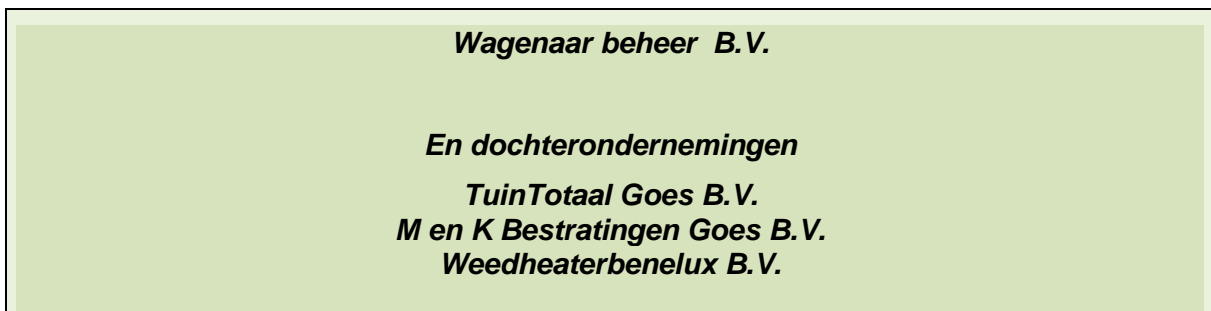 Wagenaar beheer B.V.
En dochterondernemingen
TuinTotaal Goes B.V.
M en K Bestratingen Goes B.V.
Weedheaterbenelux B.V.